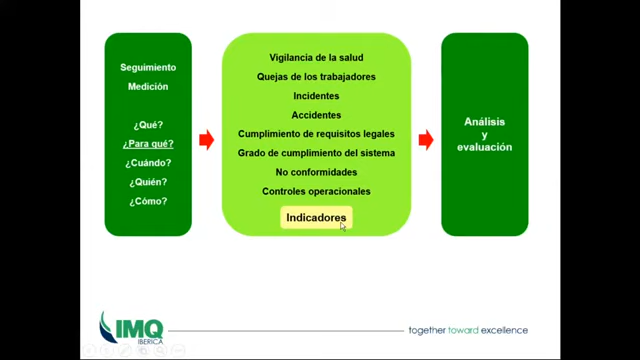 Seguimiento
Medición
¿Qué?
¿Para qué?
¿Cuándo?
¿Quién?
¿Cómo?
Vigilancia de la salud
Quejas de los trabajadores
Incidentes
Accidentes
Cumplimiento de requisitos legales
Grado de cumplimiento del sistema
No conformidades
Controles operacionales
Indicadores
Análisis
y
evaluación
IMQ
IBERICA
together toward excellence